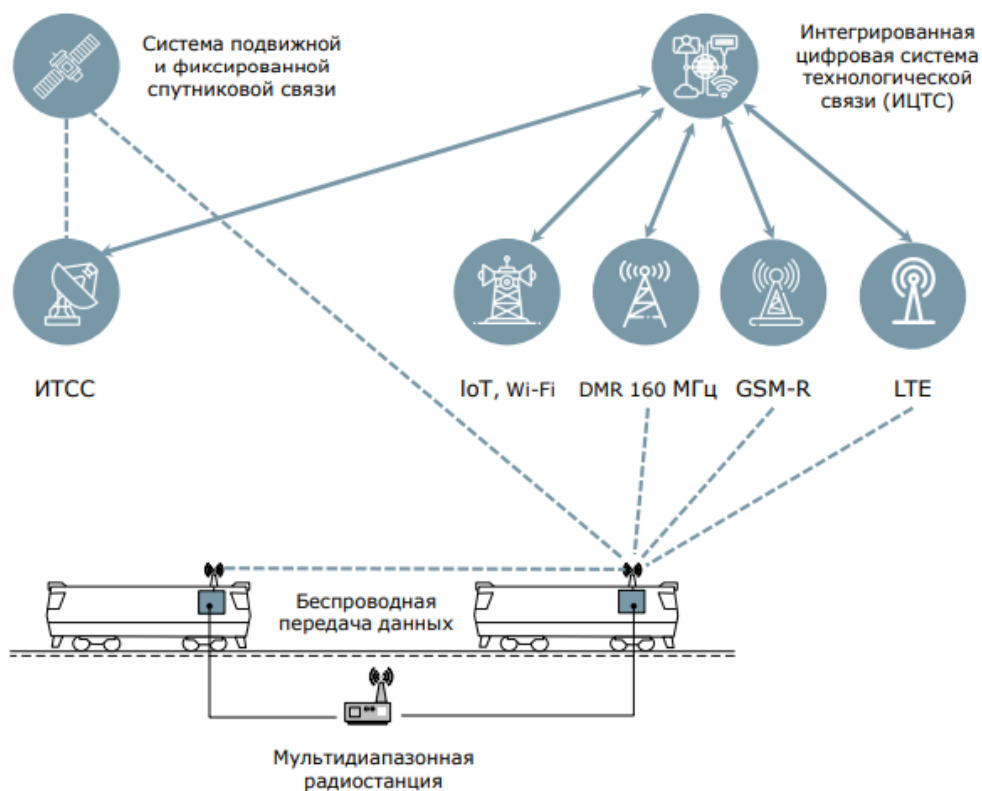 Система подвижной
и фиксированной
спутниковой связи
Интегрированная
цифровая система
технологической
связи (ИЦТС)
ИТСС
IoT, Wi-Fi
DMR 160 МГц
GSM-R
LTE
Беспроводная
передача данных
Мультидиапазонная
радиостанция